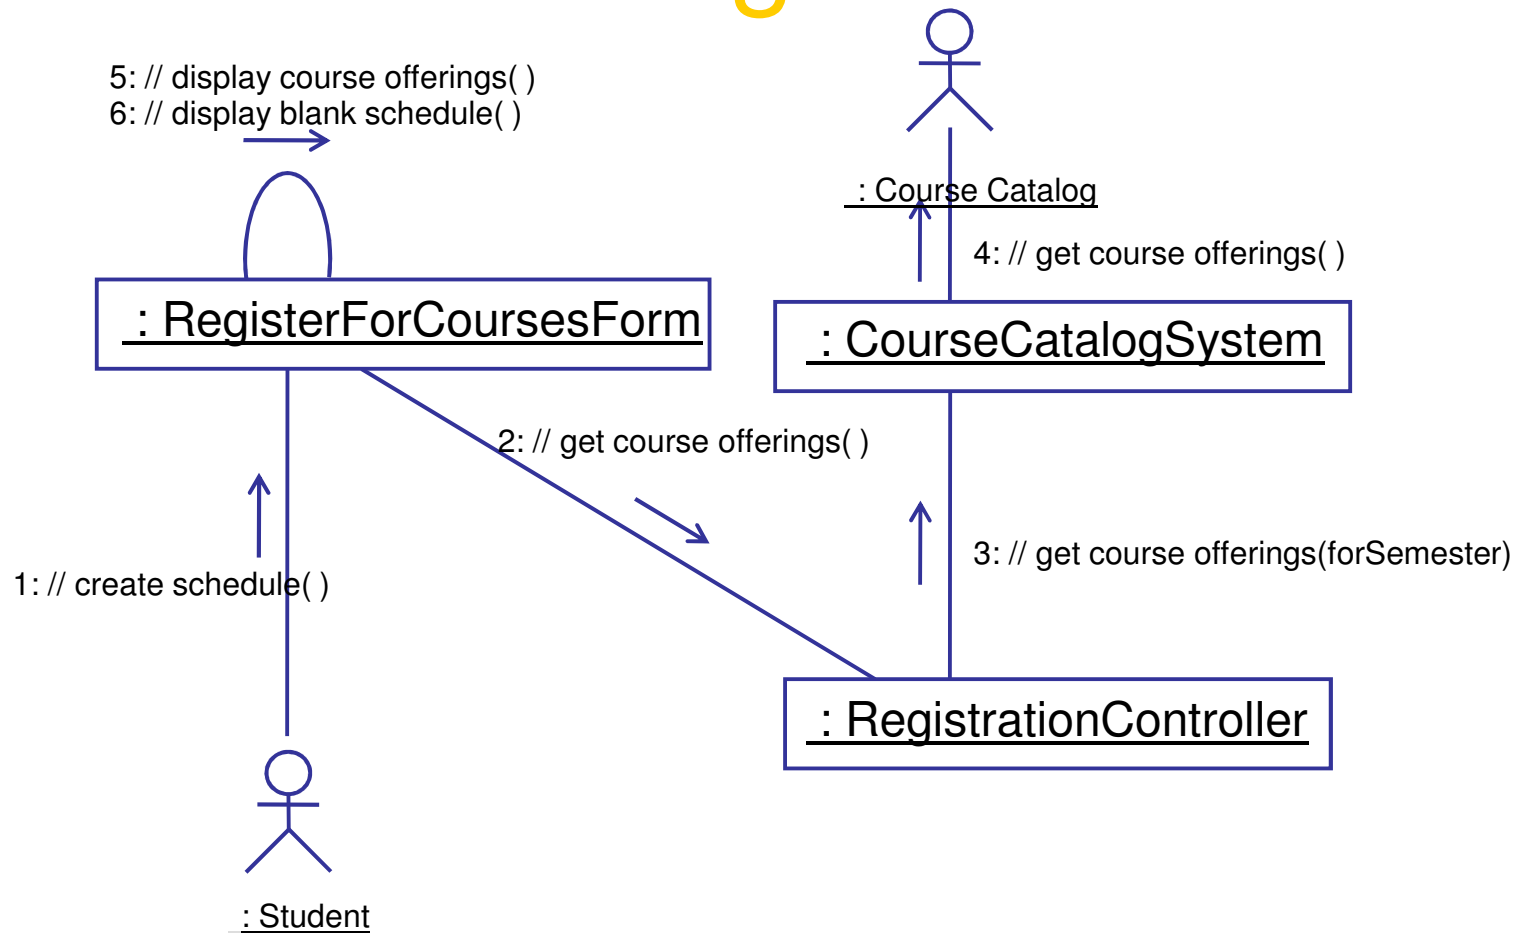 5: // display course offerings( )
6: // display blank schedule( )
: Course Catalog
4: // get course offerings( )
: RegisterForCoursesForm
: CourseCatalogSystem
2: // get course offerings( )
3: // get course offerings(forSemester)
1: // create schedule( )
: RegistrationController
: Student